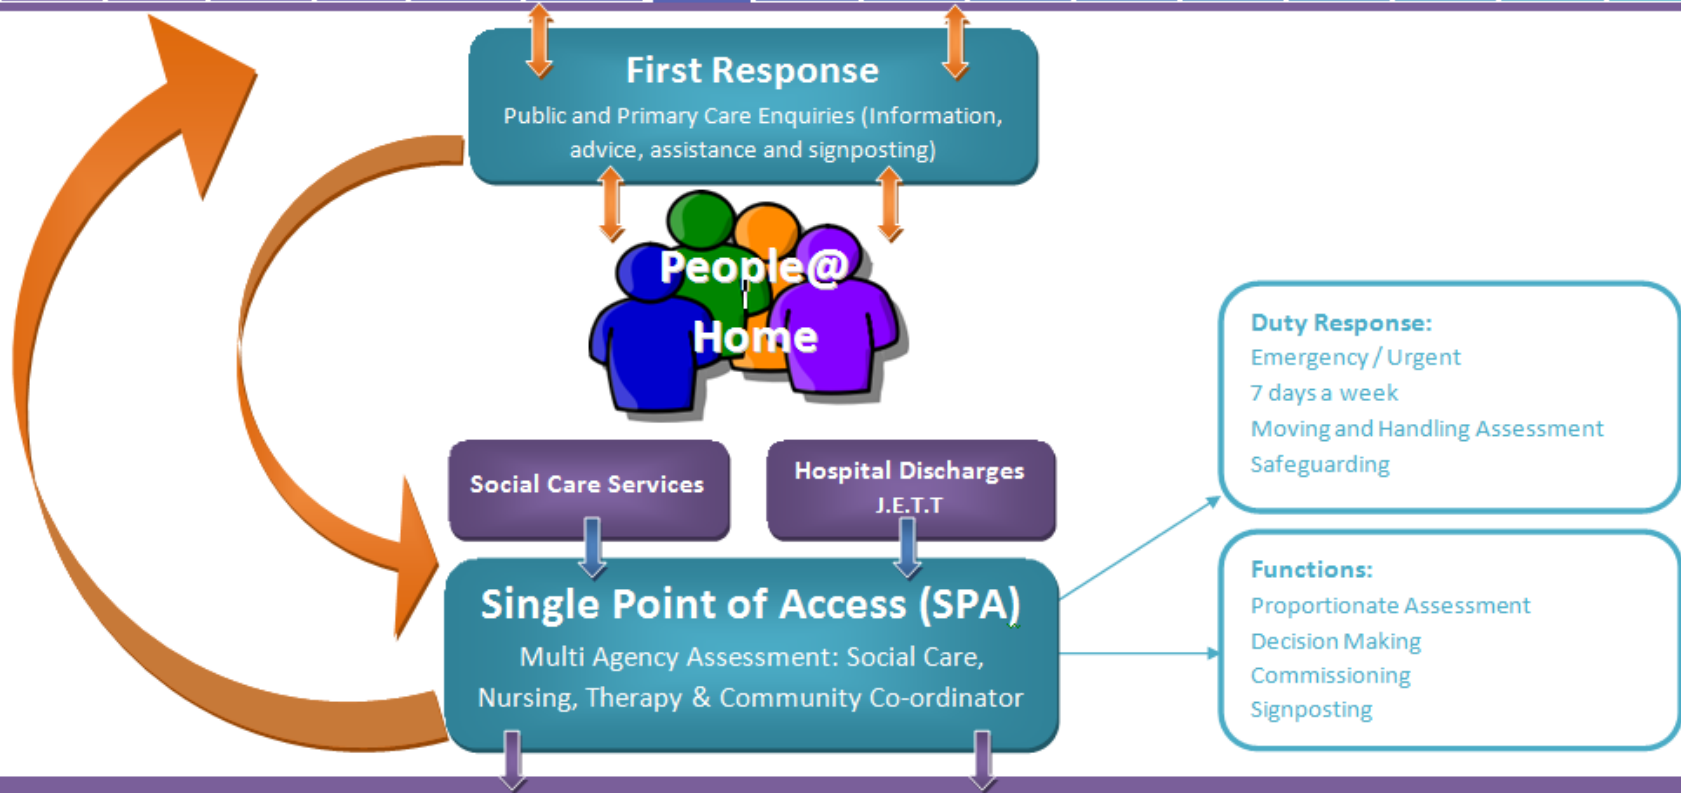 First Response
Public and Primary Care Enquiries (Information,
advice, assistance and signposting)
People@
Home
Social Care Services
Hospital Discharges
J.E.T.T
Single Point of Access (SPA)
Multi Agency Assessment: Social Care,
Nursing, Therapy & Community Co-ordinator
Duty Response:
Emergency / Urgent
7 days a week
Moving and Handling Assessment
Safeguarding
Functions:
Proportionate Assessment
Decision Making
Commissioning
Signposting